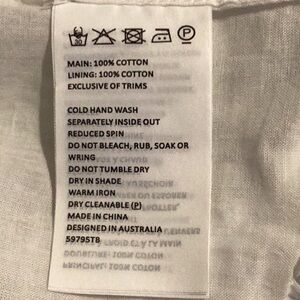 30
P
MAIN: 100% COTTON
LINING: 100% COTTON
EXCLUSIVE OF TRIMS
COLD HAND WASH
SEPARATELY INSIDE OUT
REDUCED SPIN
DO NOT BLEACH, RUB, SOAK OR
WRING
DO NOT TUMBLE DRY
DRY IN SHADE
WARM IRON
DRY CLEANABLE (P)
MADE IN CHINA
DESIGNED IN AUSTRALIA
59795TB